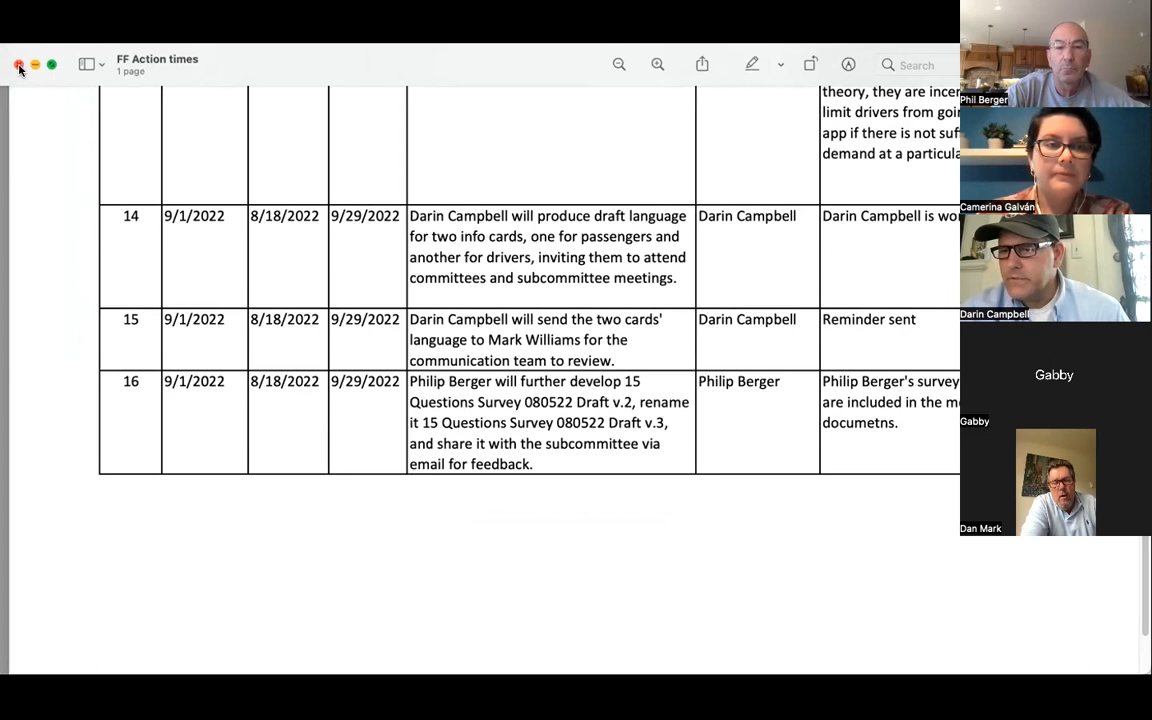 FF Action times
1 page
Search
theory, they are
limit drivers from
app if there is not
demand at a
14 9/1/2022 8/18/2022 9/29/2022 Darin Campbell will produce draft language Darin Campbell Darin Campbell is
for two info cards, one for passengers and
another for drivers, inviting them to attend
committees and subcommittee meetings.
15 9/1/2022 8/18/2022 9/29/2022 Darin Campbell will send the two cards' Darin Campbell Reminder sent
language to Mark Williams for the
communication team to review.
16 9/1/2022 8/18/2022 9/29/2022 Philip Berger will further develop 15 Philip Berger Philip Berger's survey
Questions Survey 080522 Draft v.2, rename are included in the
it 15 Questions Survey 080522 Draft v.3, documetns.
and share it with the subcommittee via
email for feedback.
Phil Berger
Camerina Galván
Darin Campbell
Gabby
Gabby
Dan Mark